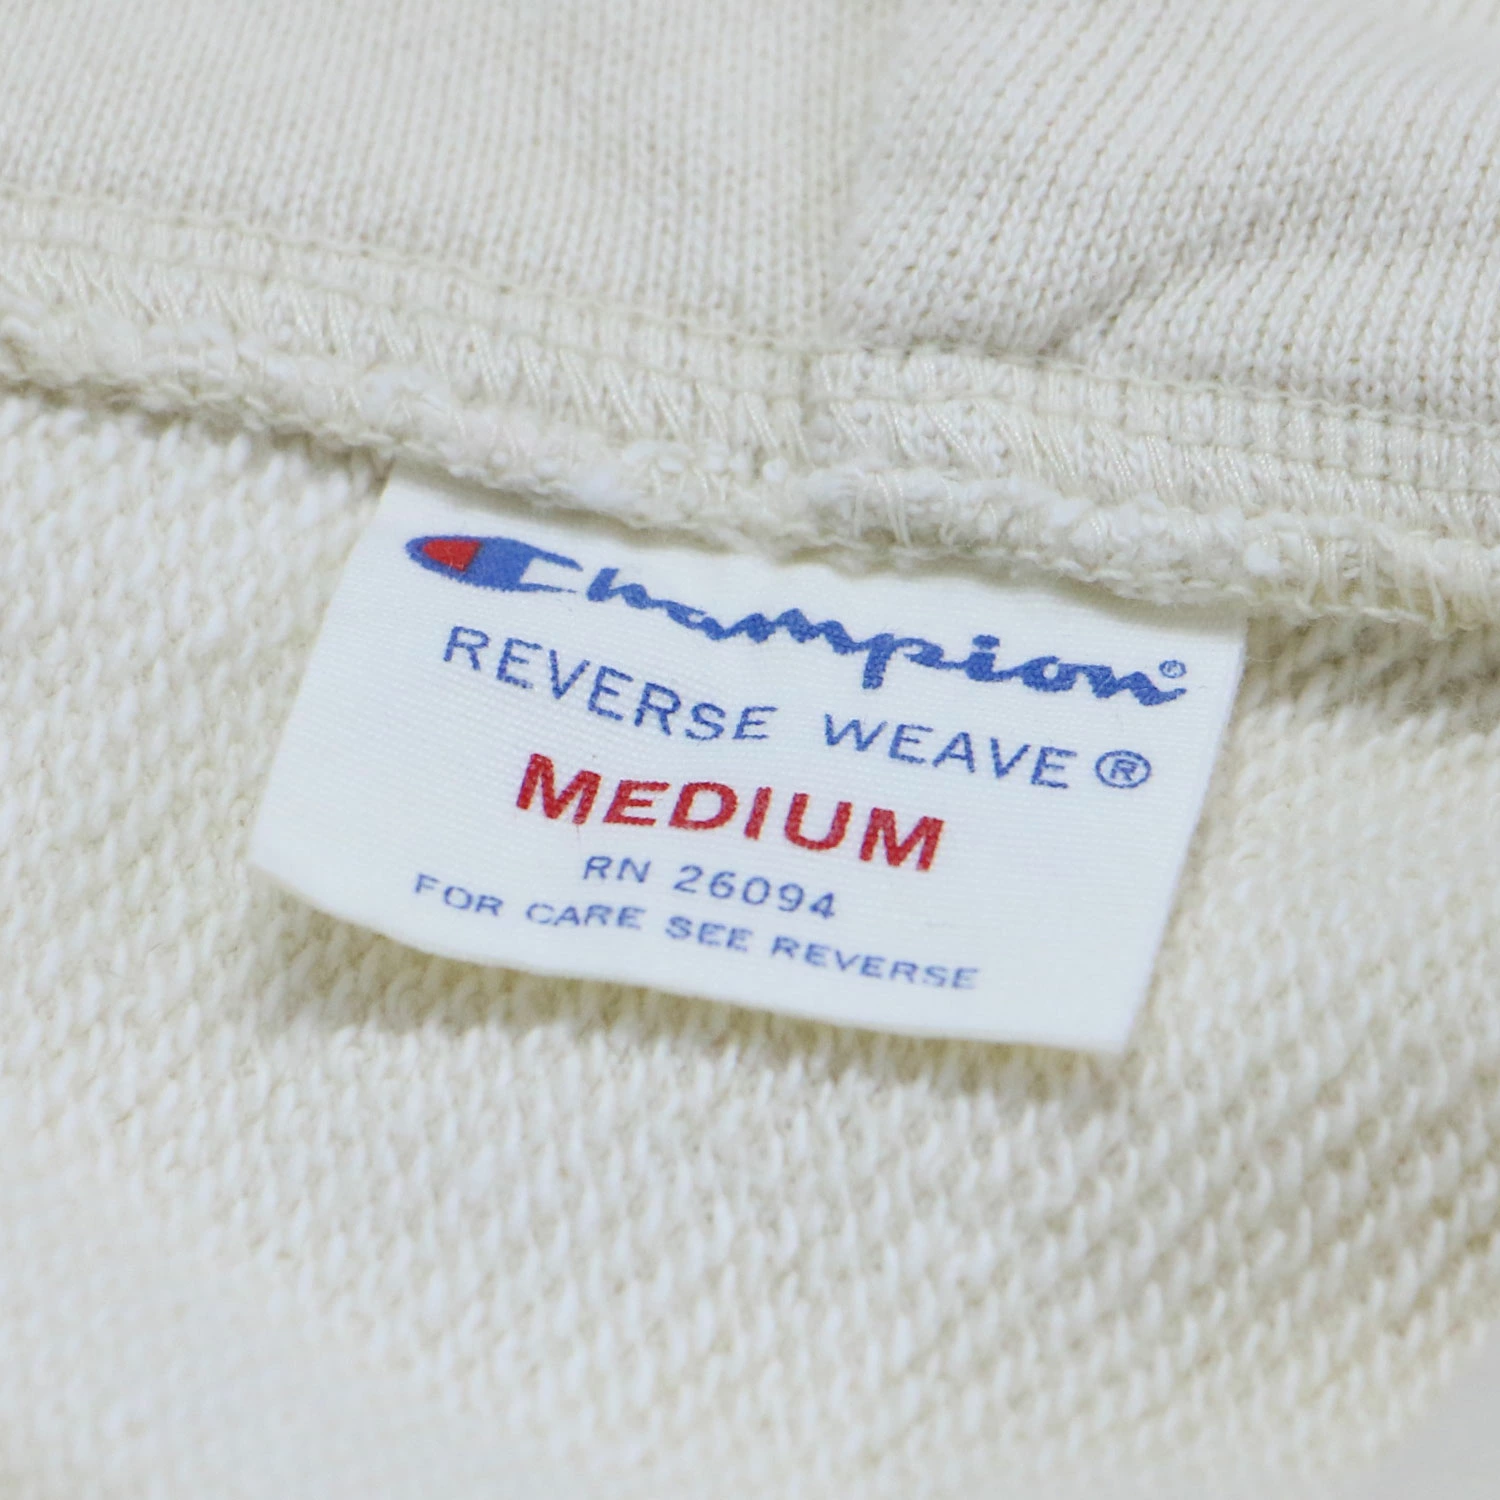 Champion®
REVERSE WEAVE®
MEDIUM
RN 26094
FOR CARE SEE REVERSE